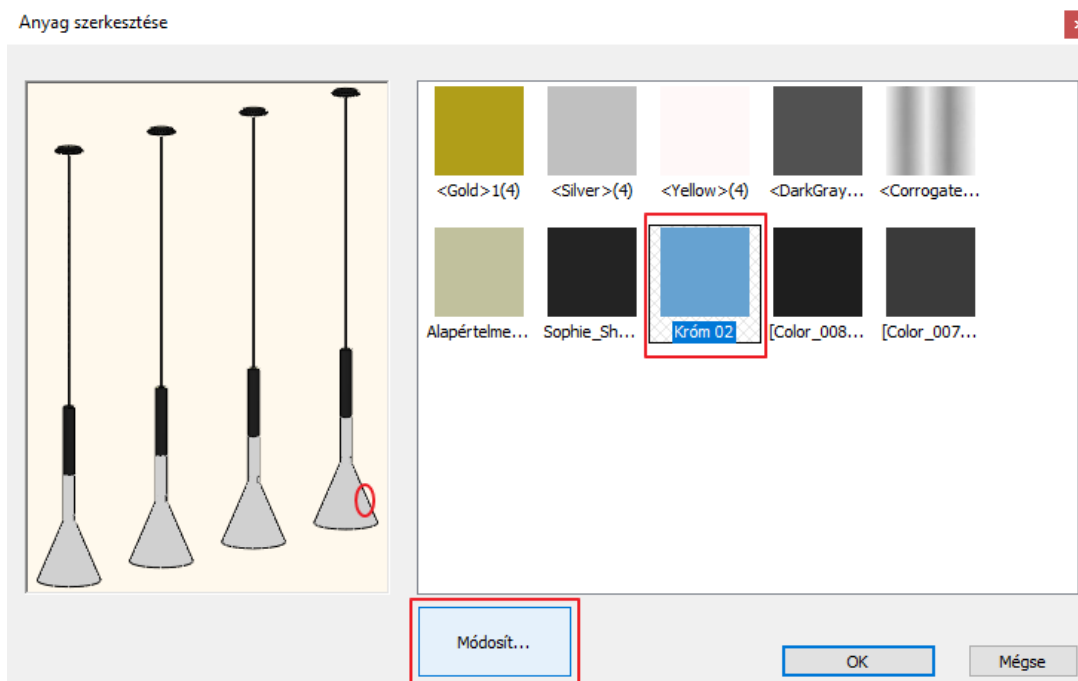 Anyag szerkesztése
<Gold>1(4) <Silver>(4) <Yellow>(4) <DarkGray... <Corrogate...
Alapértelme... Sophie_Sh... Króm 02 [Color_008... [Color_007...
Módosít...
OK Mégse